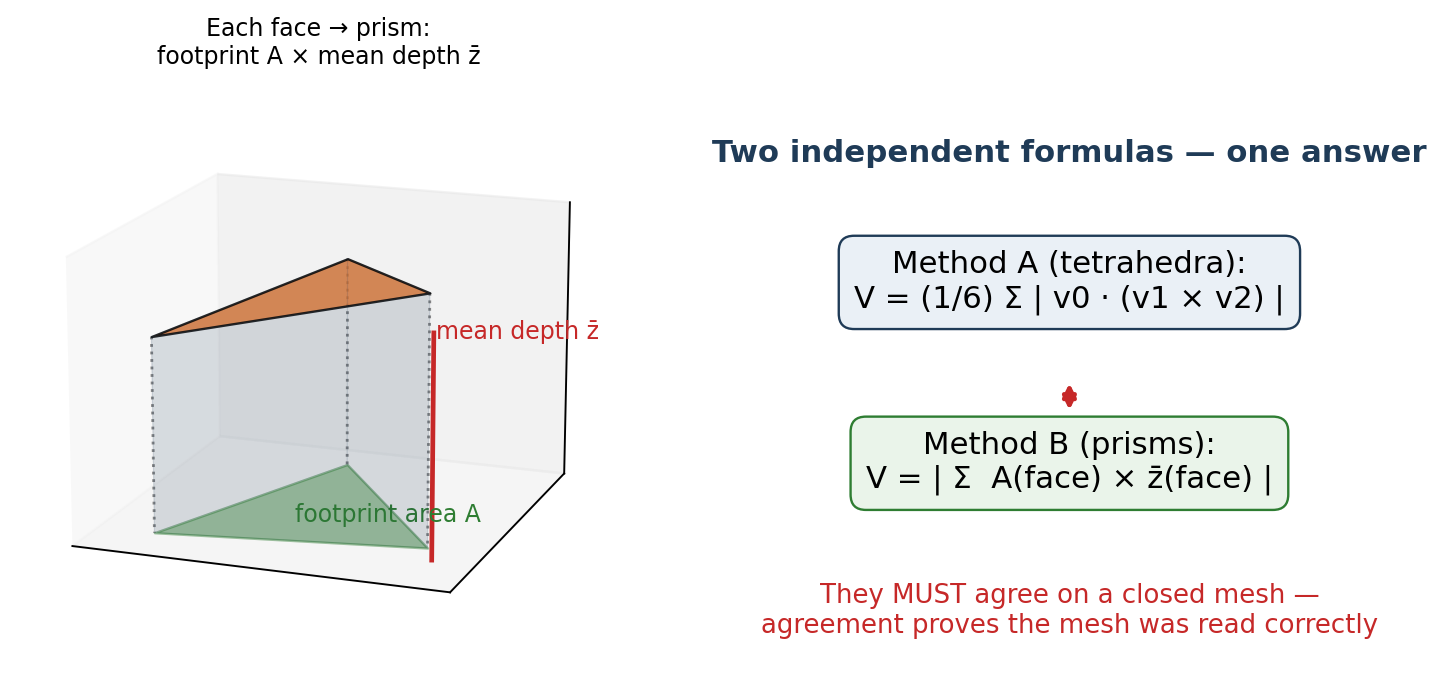 Each face → prism:
footprint A × mean depth z̄
mean depth z̄
footprint area A
Two independent formulas — one answer
Method A (tetrahedra):
V = (1/6) Σ | v0 · (v1 × v2) |
Method B (prisms):
V = | Σ  A(face) × z̄(face) |
They MUST agree on a closed mesh —
agreement proves the mesh was read correctly